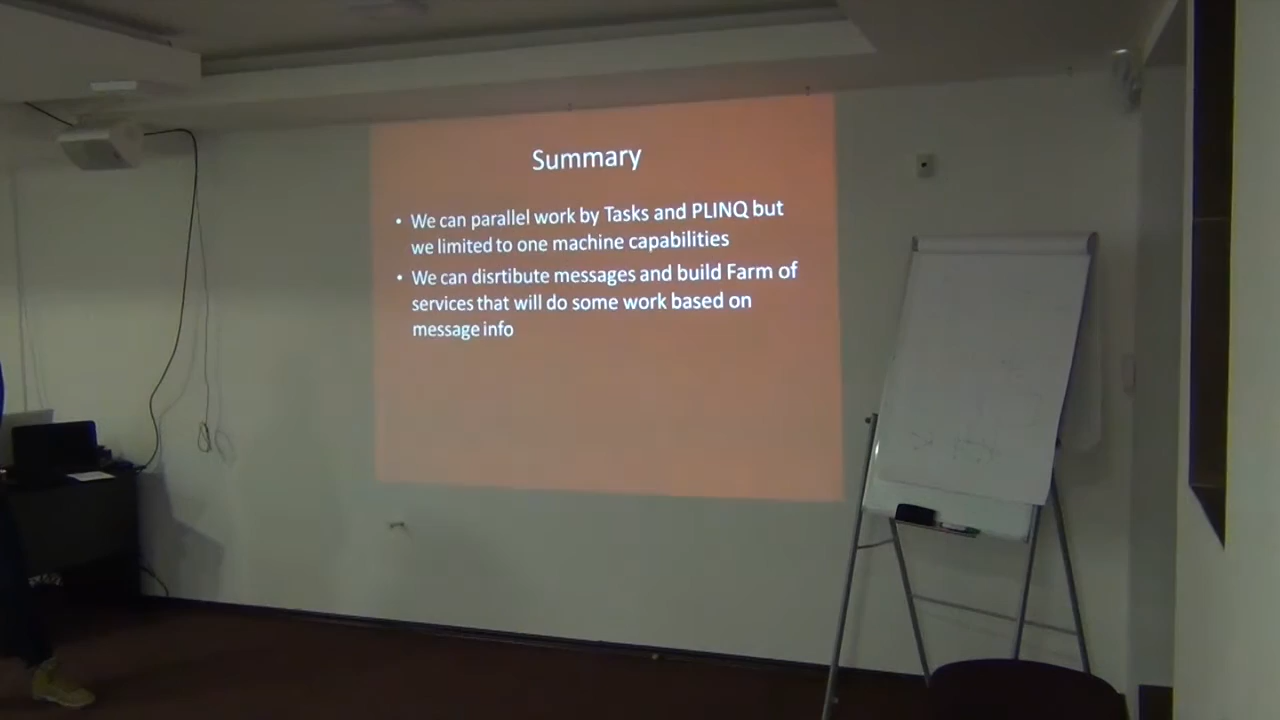 Summary
• We can parallel work by Tasks and PLINQ but
we limited to one machine capabilities
• We can disrtibute messages and build Farm of
services that will do some work based on
message info